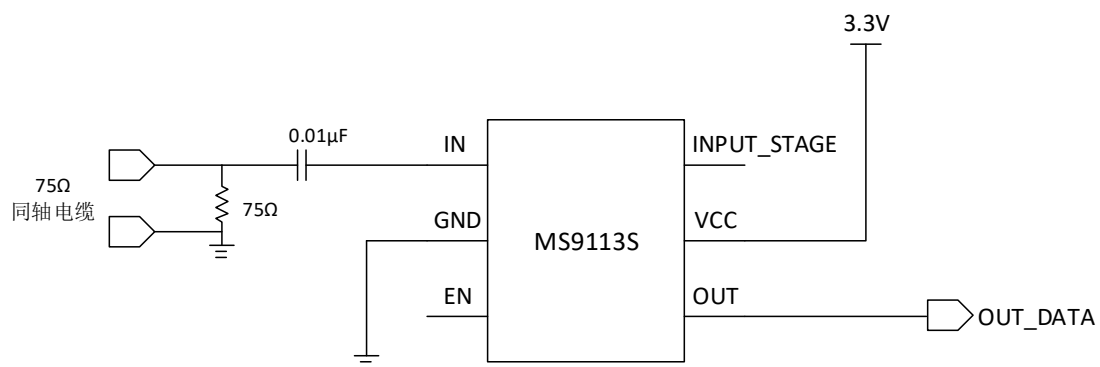 3.3V
0.01μF
IN
INPUT_STAGE
75Ω
同轴电缆
75Ω
GND
MS9113S
VCC
EN
OUT
OUT_DATA